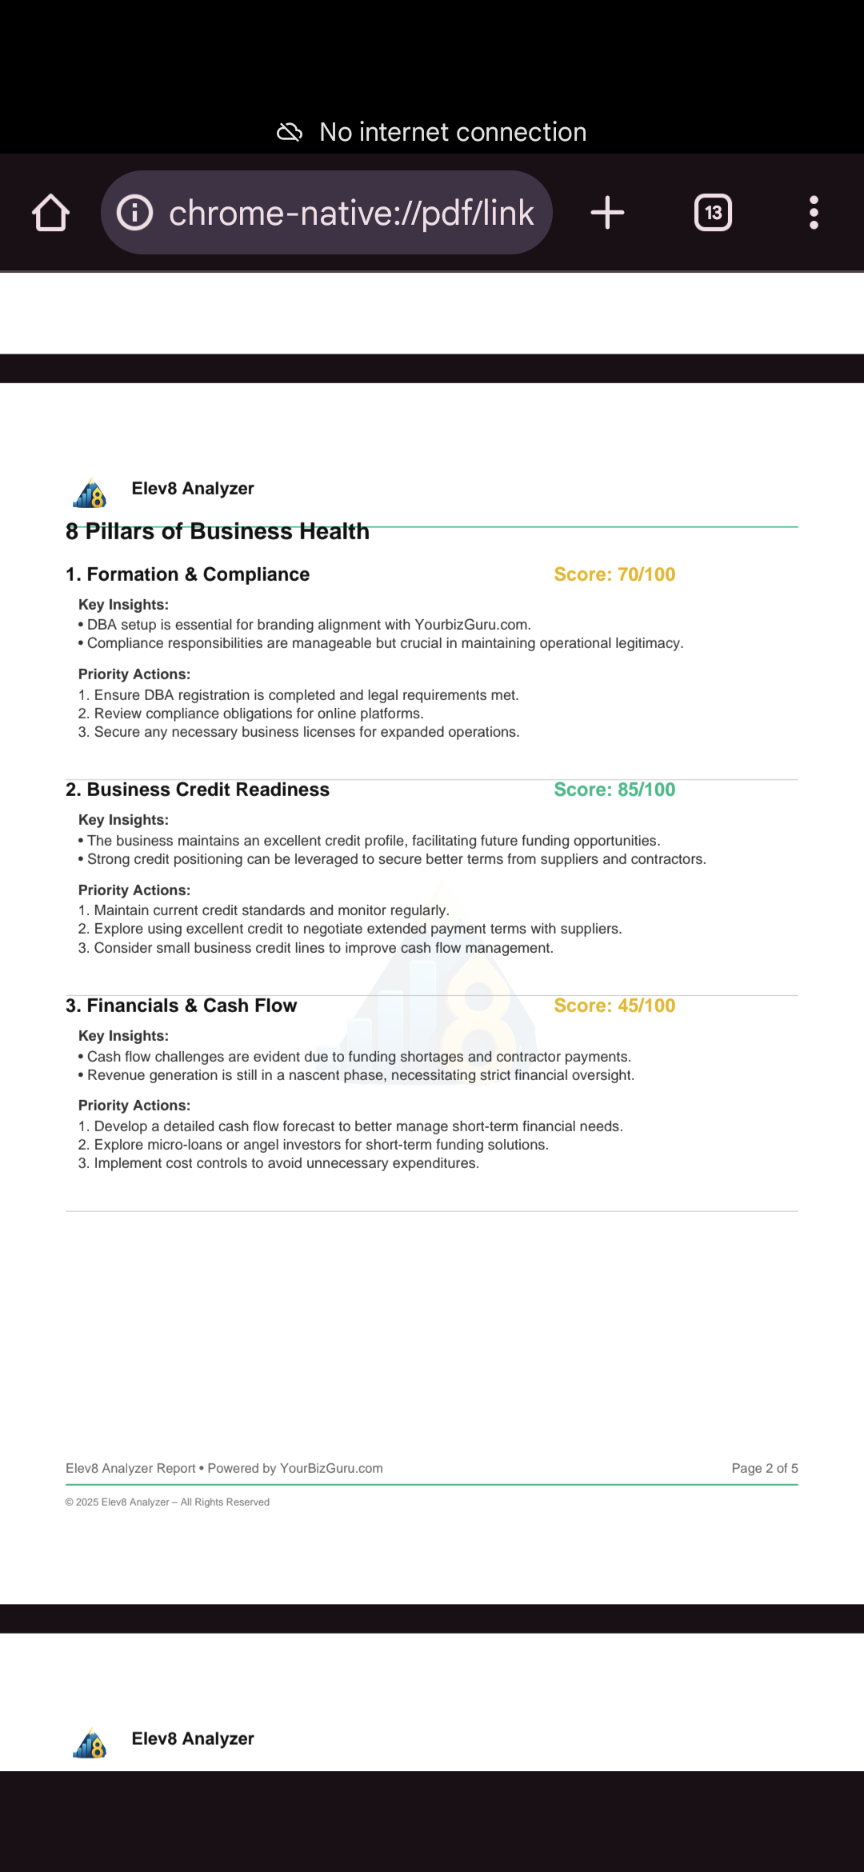 No internet connection
chrome-native://pdf/link
13
Elev8 Analyzer
8 Pillars of Business Health
1. Formation & Compliance Score: 70/100
Key Insights:
• DBA setup is essential for branding alignment with YourbizGuru.com.
• Compliance responsibilities are manageable but crucial in maintaining operational legitimacy.
Priority Actions:
1. Ensure DBA registration is completed and legal requirements met.
2. Review compliance obligations for online platforms.
3. Secure any necessary business licenses for expanded operations.
2. Business Credit Readiness Score: 85/100
Key Insights:
• The business maintains an excellent credit profile, facilitating future funding opportunities.
• Strong credit positioning can be leveraged to secure better terms from suppliers and contractors.
Priority Actions:
1. Maintain current credit standards and monitor regularly.
2. Explore using excellent credit to negotiate extended payment terms with suppliers.
3. Consider small business credit lines to improve cash flow management.
3. Financials & Cash Flow Score: 45/100
Key Insights:
• Cash flow challenges are evident due to funding shortages and contractor payments.
• Revenue generation is still in a nascent phase, necessitating strict financial oversight.
Priority Actions:
1. Develop a detailed cash flow forecast to better manage short-term financial needs.
2. Explore micro-loans or angel investors for short-term funding solutions.
3. Implement cost controls to avoid unnecessary expenditures.
8
Elev8 Analyzer Report • Powered by YourBizGuru.com Page 2 of 5
© 2025 Elev8 Analyzer – All Rights Reserved
Elev8 Analyzer